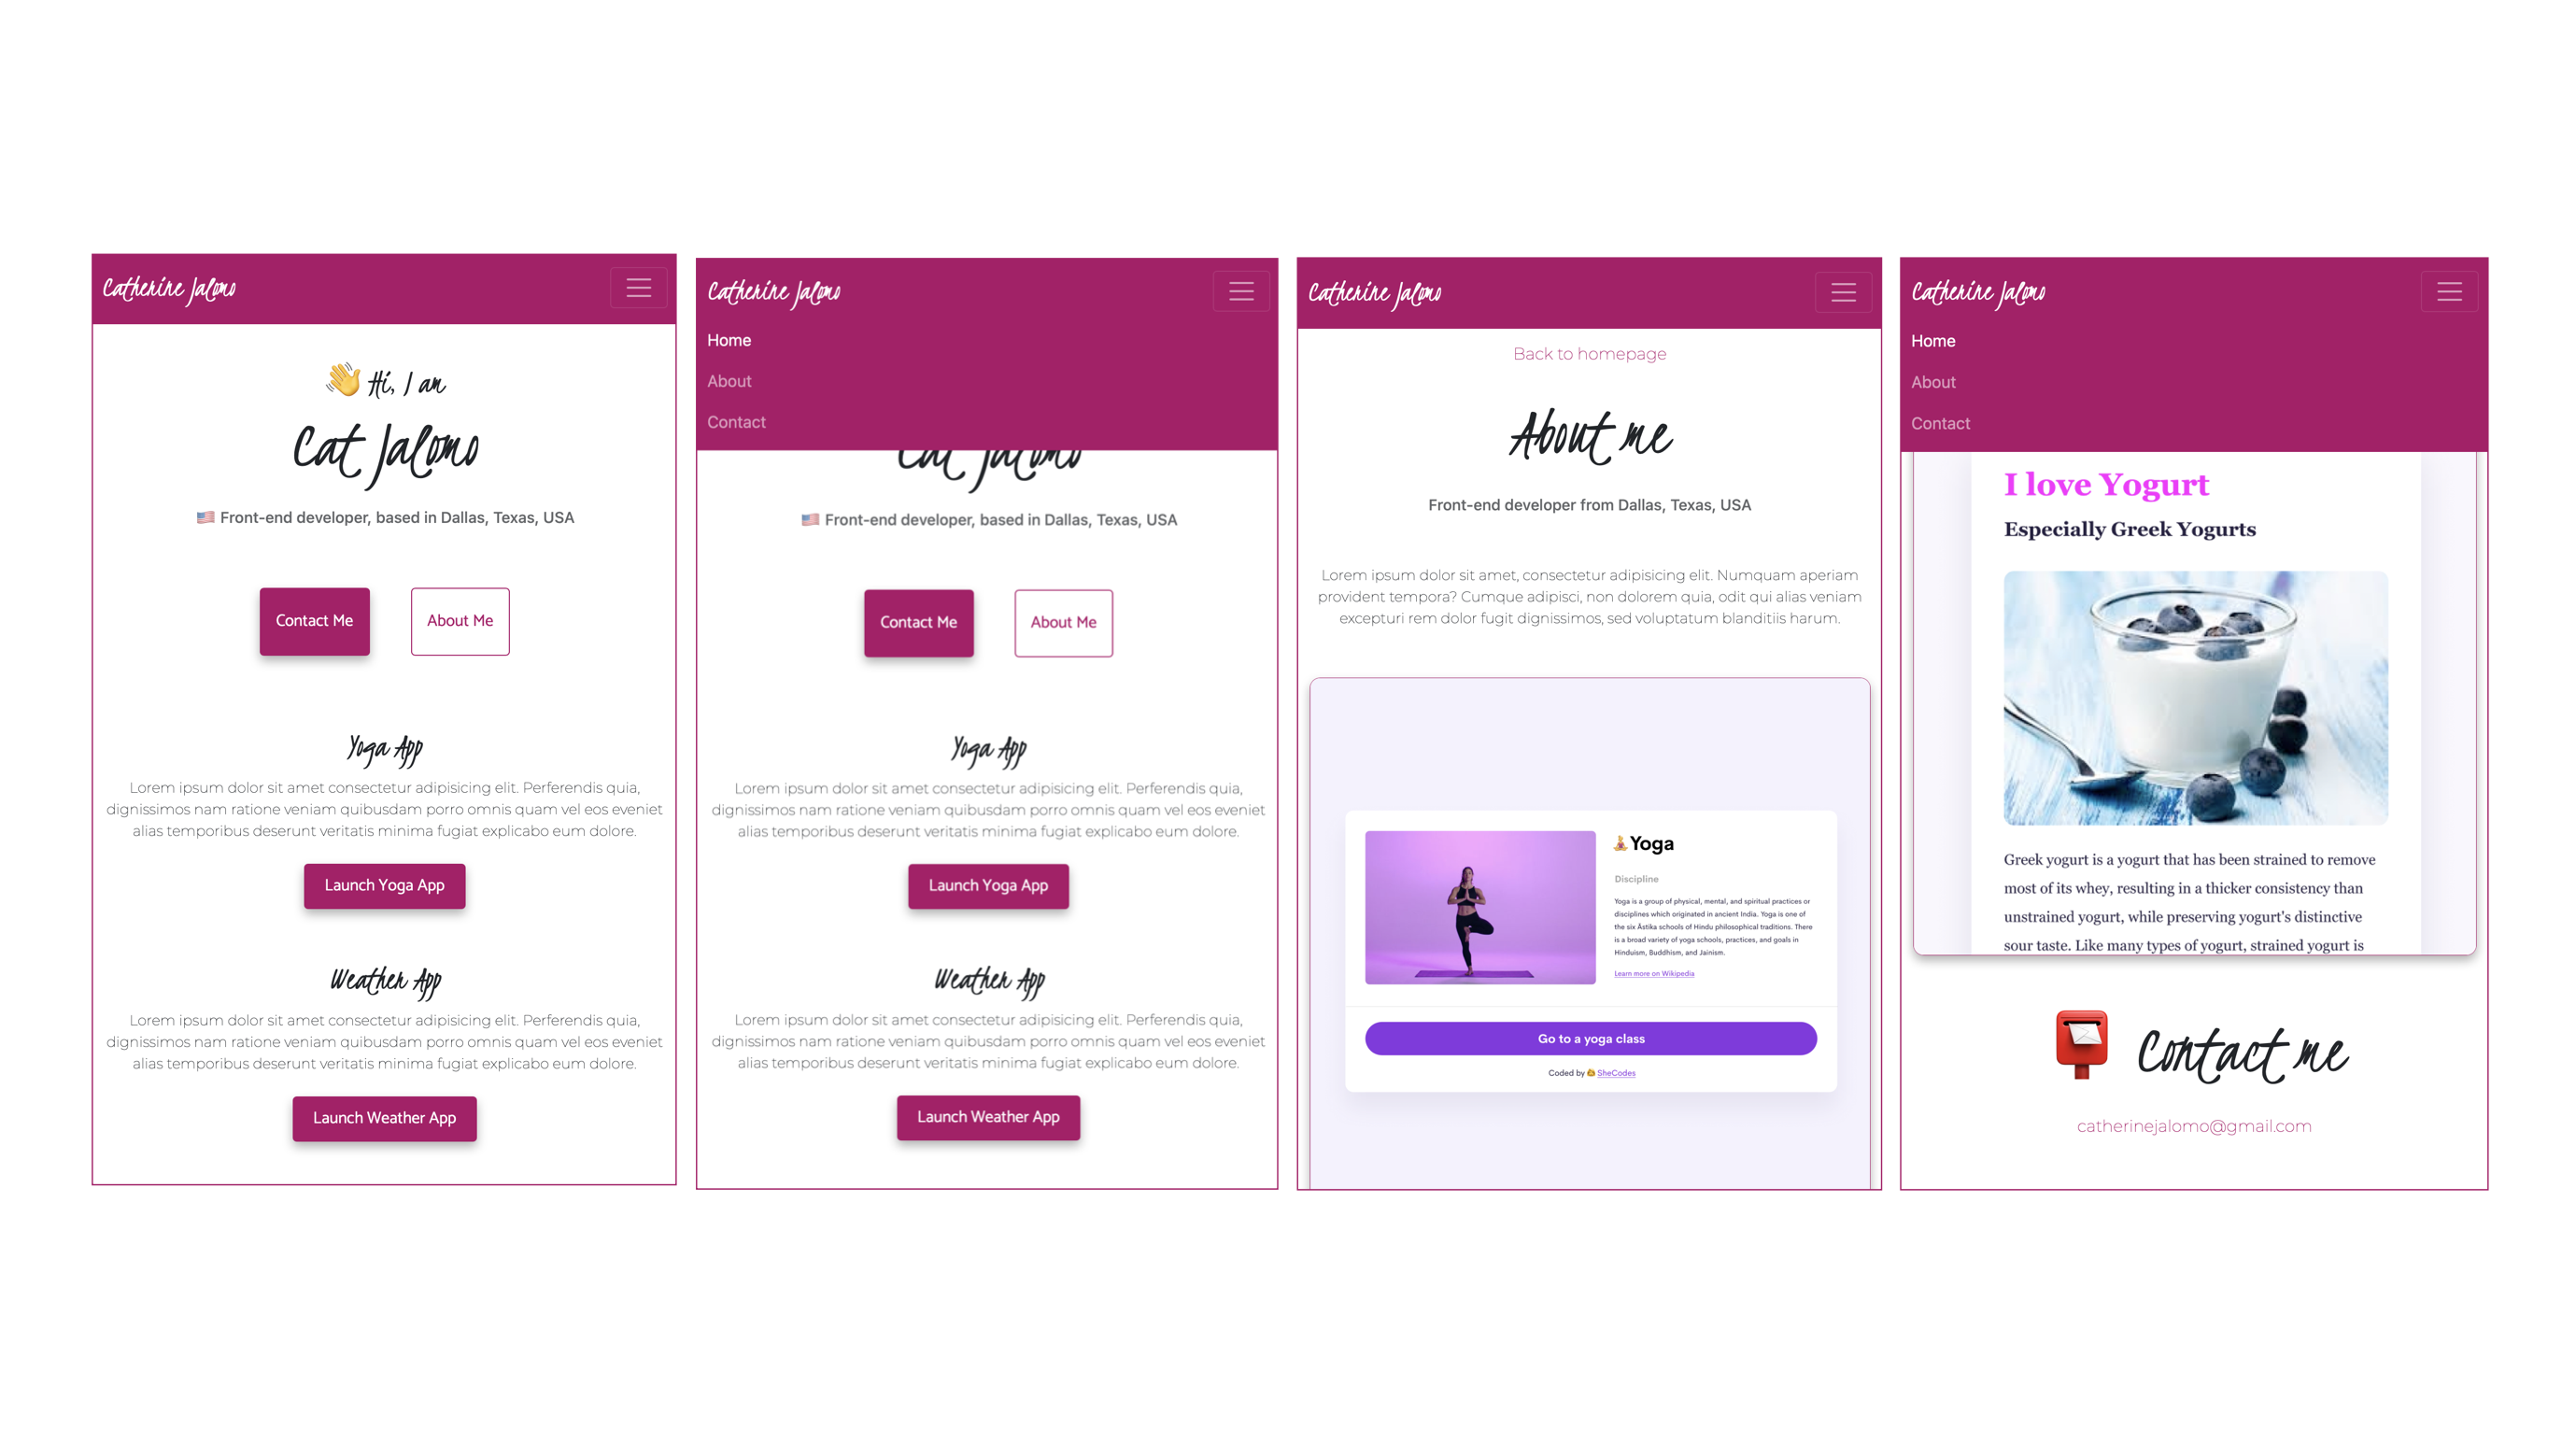 Catherine Jalomo
Hi, I am
Cat Jalomo
Front-end developer, based in Dallas, Texas, USA
Contact Me
About Me
Yoga App
Lorem ipsum dolor sit amet consectetur adipisicing elit. Perferendis quia,
dignissimos nam ratione veniam quibusdam porro omnis quam vel eos eveniet
alias temporibus deserunt veritatis minima fugiat explicabo eum dolore.
Launch Yoga App
Weather App
Lorem ipsum dolor sit amet consectetur adipisicing elit. Perferendis quia,
dignissimos nam ratione veniam quibusdam porro omnis quam vel eos eveniet
alias temporibus deserunt veritatis minima fugiat explicabo eum dolore.
Launch Weather App
Catherine Jalomo
Home
About
Contact
Cat Jalomo
Front-end developer, based in Dallas, Texas, USA
Contact Me
About Me
Yoga App
Lorem ipsum dolor sit amet consectetur adipisicing elit. Perferendis quia,
dignissimos nam ratione veniam quibusdam porro omnis quam vel eos eveniet
alias temporibus deserunt veritatis minima fugiat explicabo eum dolore.
Launch Yoga App
Weather App
Lorem ipsum dolor sit amet consectetur adipisicing elit. Perferendis quia,
dignissimos nam ratione veniam quibusdam porro omnis quam vel eos eveniet
alias temporibus deserunt veritatis minima fugiat explicabo eum dolore.
Launch Weather App
Catherine Jalomo
Back to homepage
About me
Front-end developer from Dallas, Texas, USA
Lorem ipsum dolor sit amet, consectetur adipisicing elit. Numquam aperiam
provident tempora? Cumque adipisci, non dolorem quia, odit qui alias veniam
excepturi rem dolor fugit dignissimos, sed voluptatum blanditiis harum.
Yoga
Discipline
Yoga is a group of physical, mental, and spiritual practices or
disciplines which originated in ancient India. Yoga is one of
the six Āstika schools of Hindu philosophical traditions. There
is a broad variety of yoga schools, practices, and goals in
Hinduism, Buddhism, and Jainism.
Learn more on Wikipedia
Go to a yoga class
Coded by SheCodes
Catherine Jalomo
Home
About
Contact
I love Yogurt
Especially Greek Yogurts
Greek yogurt is a yogurt that has been strained to remove
most of its whey, resulting in a thicker consistency than
unstrained yogurt, while preserving yogurt's distinctive
sour taste. Like many types of yogurt, strained yogurt is
Contact me
catherinejalomo@gmail.com